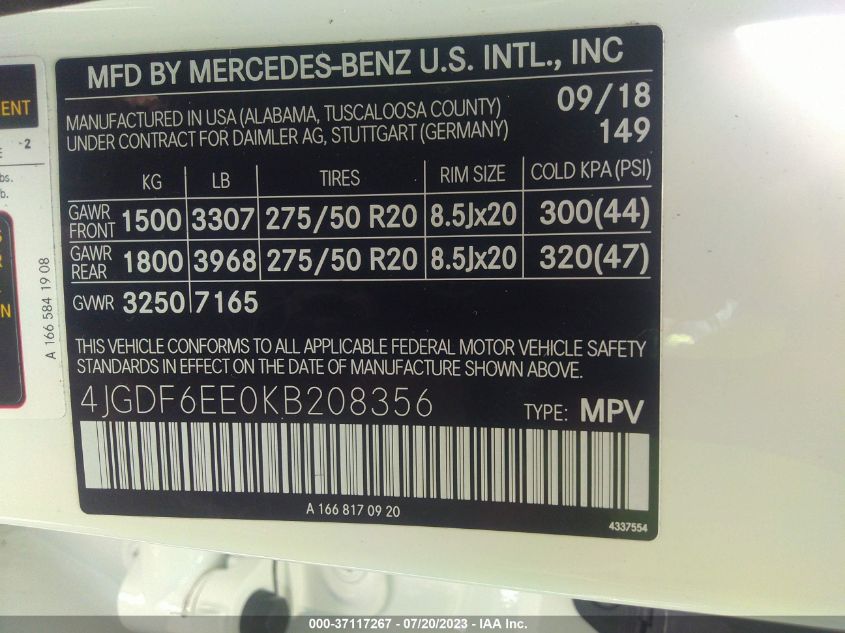 MFD BY MERCEDES-BENZ U.S. INTL., INC
MANUFACTURED IN USA (ALABAMA, TUSCALOOSA COUNTY) 09/18
UNDER CONTRACT FOR DAIMLER AG, STUTTGART (GERMANY) 149
KG LB TIRES RIM SIZE COLD KPA (PSI)
GAWR FRONT 1500 3307 275/50 R20 8.5Jx20 300(44)
GAWR REAR 1800 3968 275/50 R20 8.5Jx20 320(47)
GVWR 3250 7165
THIS VEHICLE CONFORMS TO ALL APPLICABLE FEDERAL MOTOR VEHICLE SAFETY
STANDARDS IN EFFECT ON THE DATE OF MANUFACTURE SHOWN ABOVE.
4JGDF6EE0KB208356 TYPE: MPV
A 166 817 09 20
4337554
A 166 584 19 08
-2
000-37117267 - 07/20/2023 - IAA Inc.